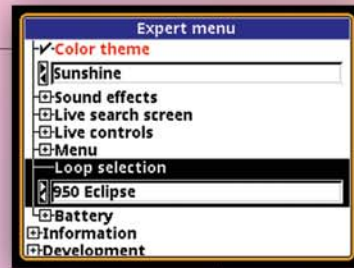 Expert menu
Color theme
Sunshine
Sound effects
Live search screen
Live controls
Menu
Loop selection
950 Eclipse
Battery
Information
Development